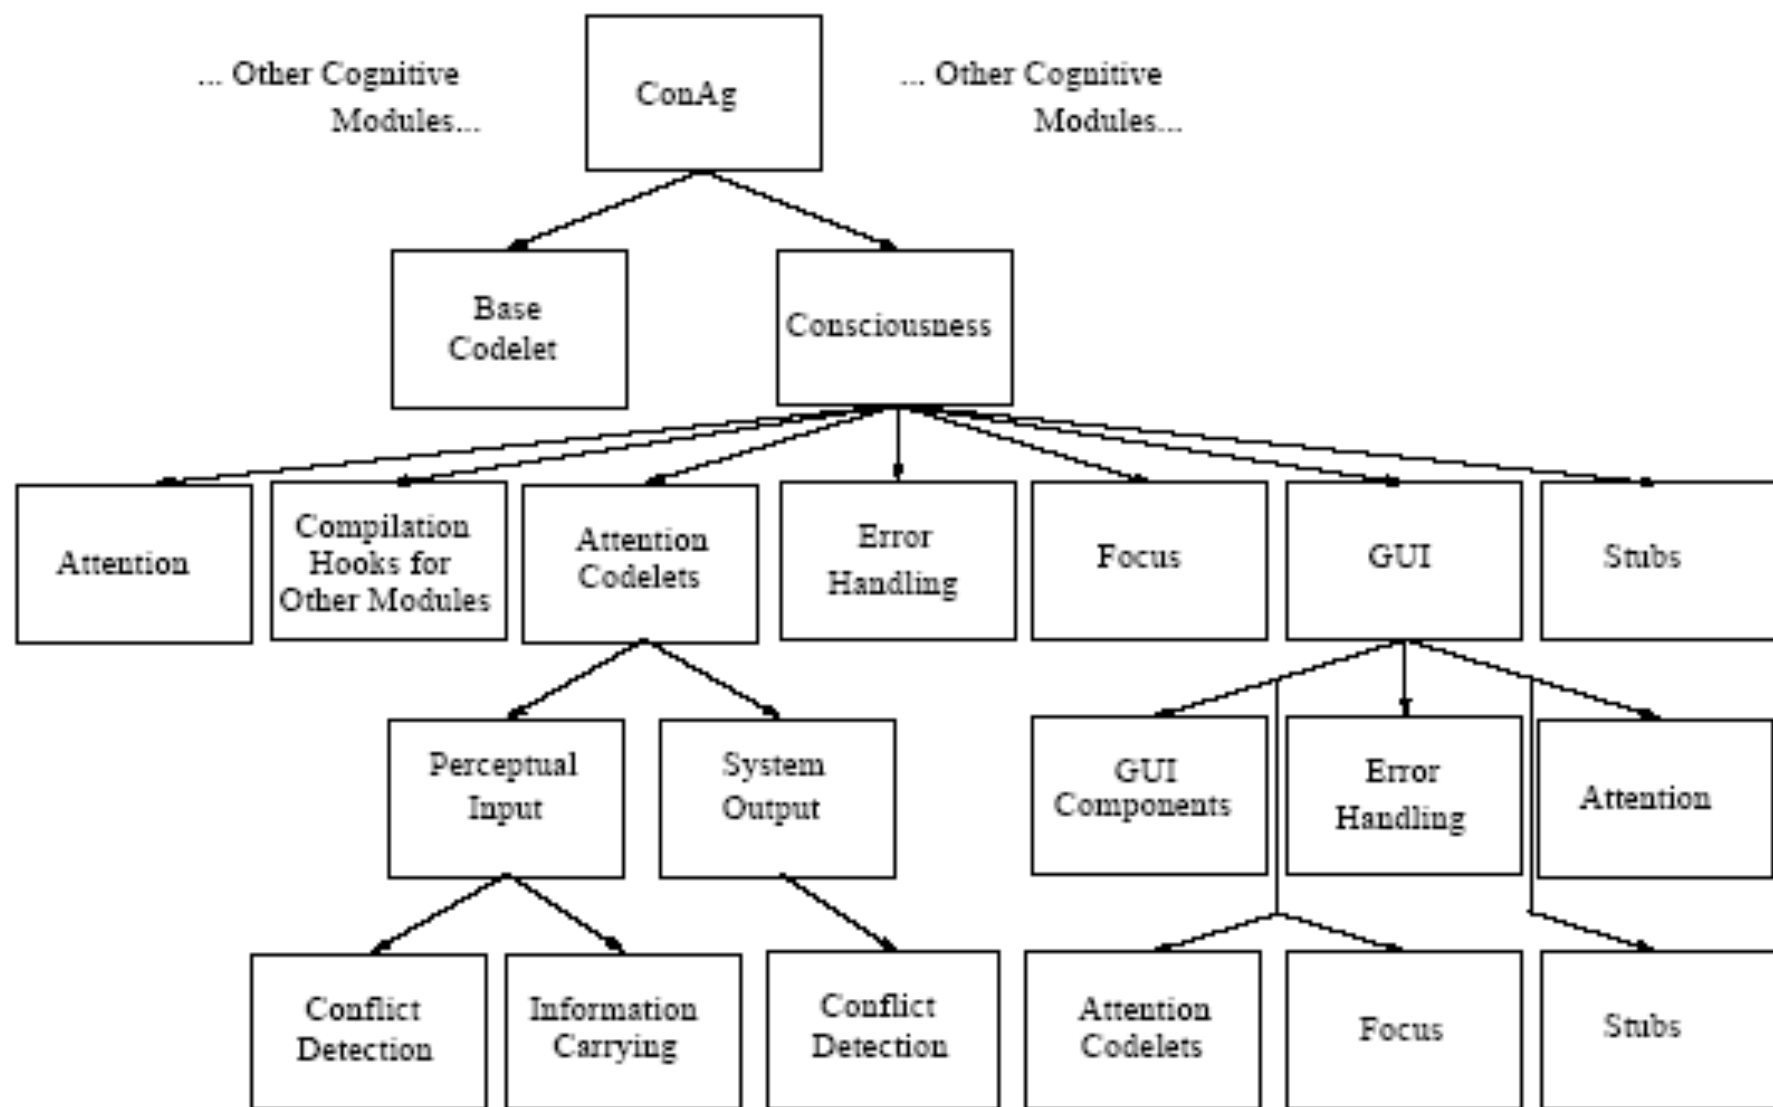 ... Other Cognitive
Modules...
ConAg
... Other Cognitive
Modules...
Base
Codelet
Consciousness
Attention
Compilation
Hooks for
Other Modules
Attention
Codelets
Error
Handling
Focus
GUI
Stubs
Perceptual
Input
System
Output
GUI
Components
Error
Handling
Attention
Conflict
Detection
Information
Carrying
Conflict
Detection
Attention
Codelets
Focus
Stubs